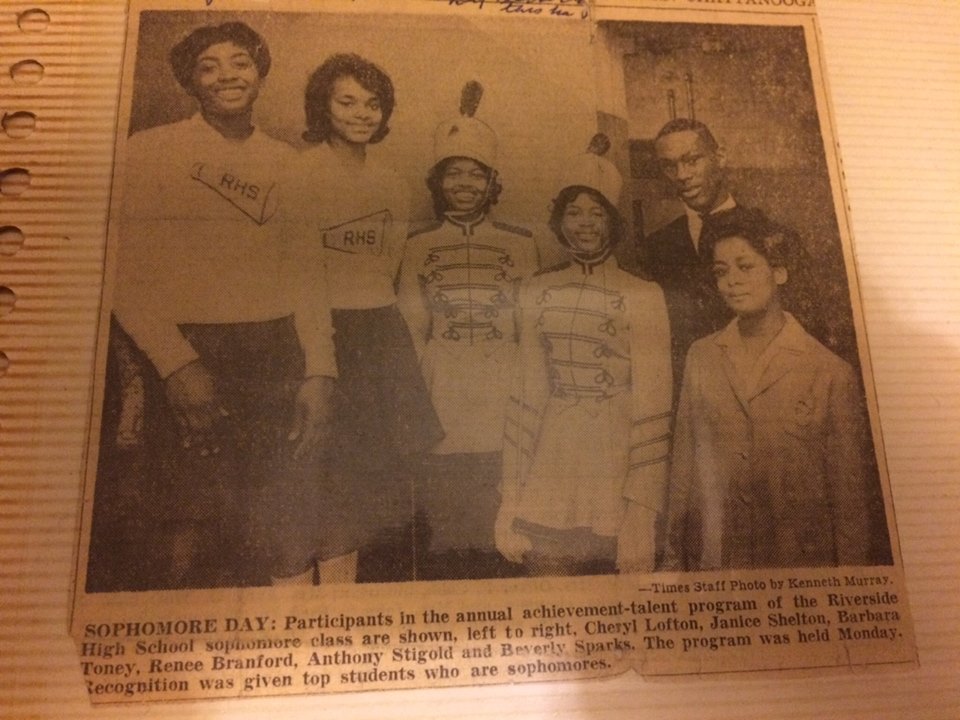 this
CHATTANOOGA
RHS
RHS
—Times Staff Photo by Kenneth Murray.
SOPHOMORE DAY: Participants in the annual achievement-talent program of the Riverside
High School sophomore class are shown, left to right, Cheryl Lofton, Janice Shelton, Barbara
Toney, Renee Branford, Anthony Stigold and Beverly Sparks. The program was held Monday.
Recognition was given top students who are sophomores.